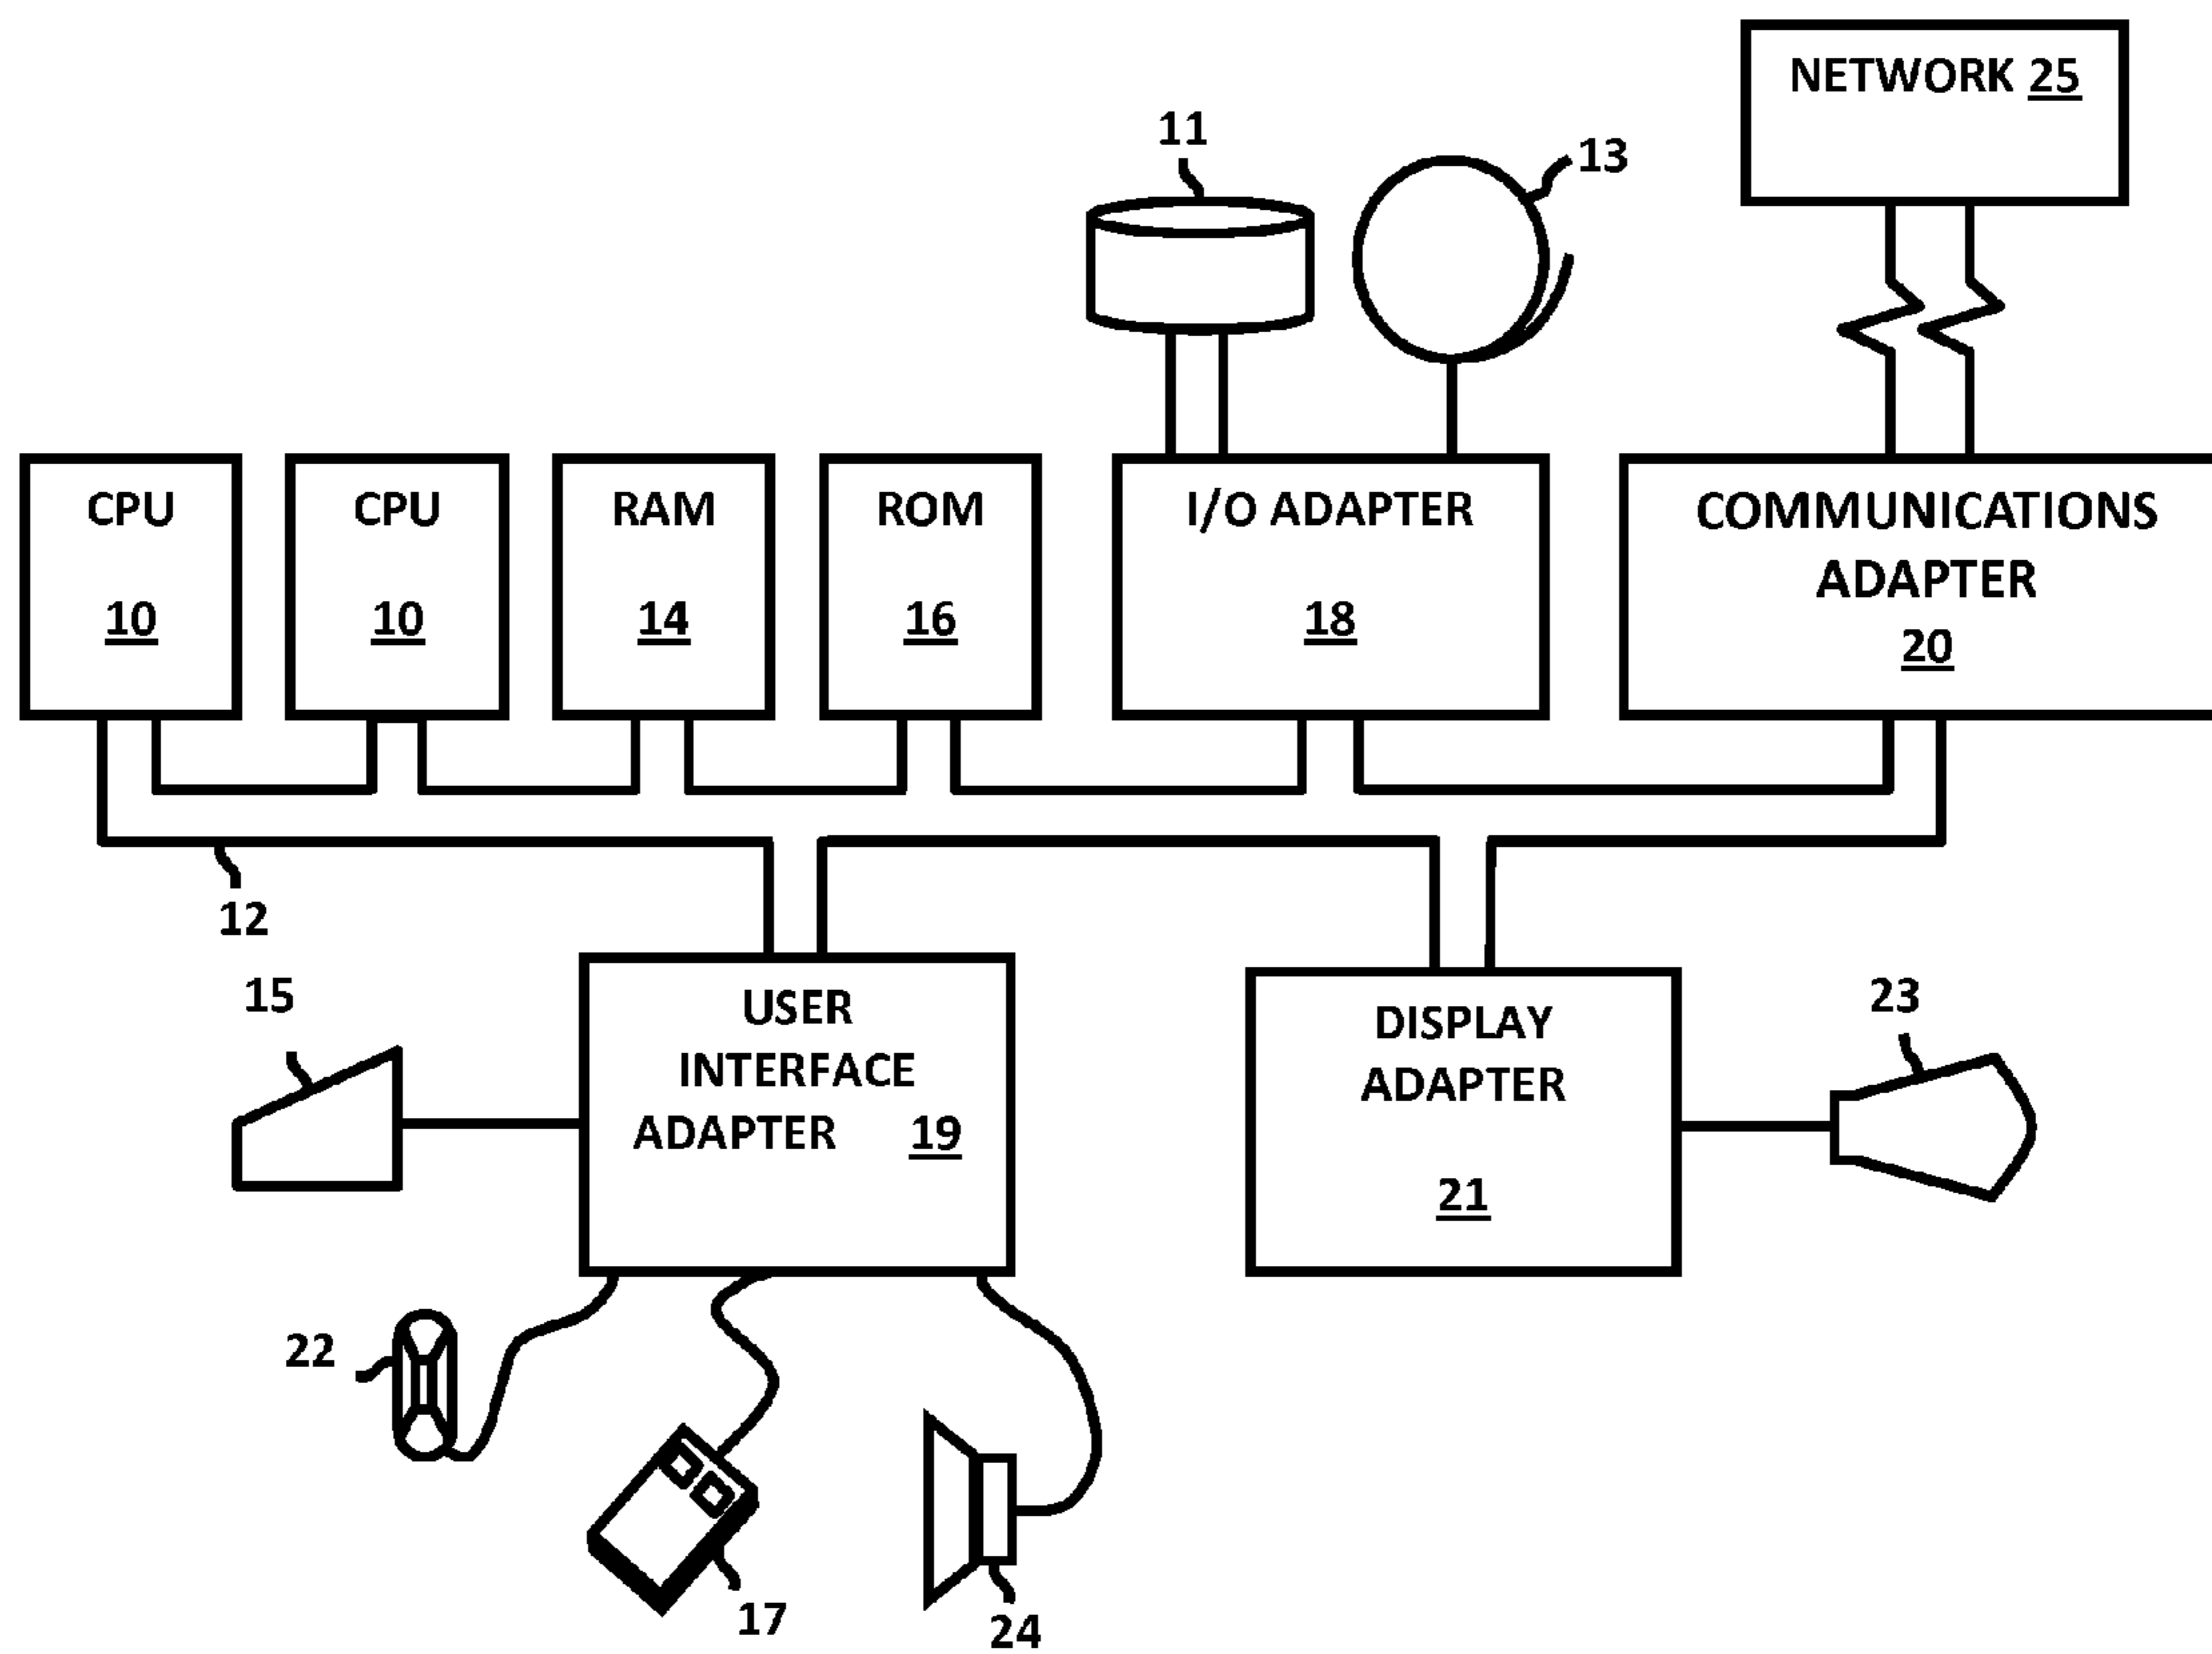 NETWORK 25
11
13
CPU
10
CPU
10
RAM
14
ROM
16
I/O ADAPTER
18
COMMUNICATIONS
ADAPTER
20
12
15
USER
INTERFACE
ADAPTER 19
DISPLAY
ADAPTER
21
23
22
17
24